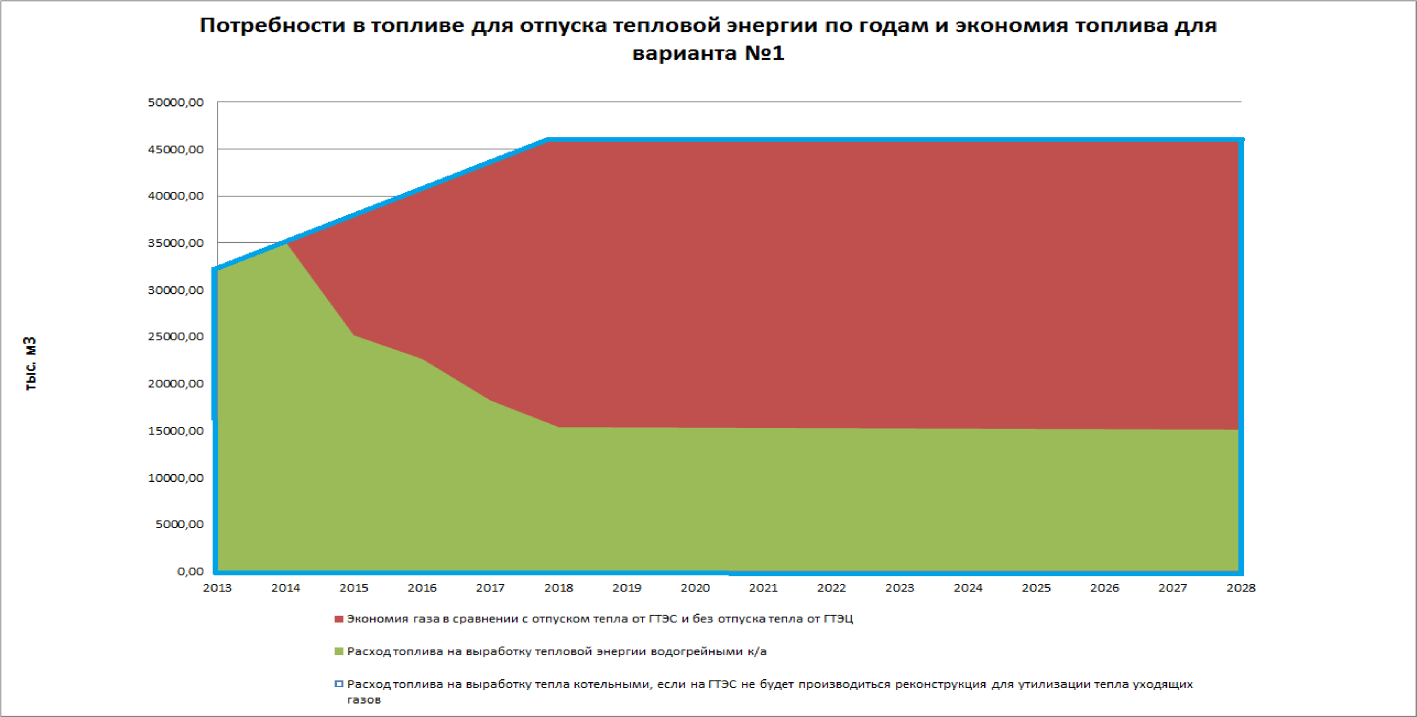 Потребности в топливе для отпуска тепловой энергии по годам и экономия топлива для
варианта №1
50000,00
45000,00
40000,00
35000,00
30000,00
25000,00
20000,00
15000,00
10000,00
5000,00
0,00
тыс. м3
2013 2014 2015 2016 2017 2018 2019 2020 2021 2022 2023 2024 2025 2026 2027 2028
Экономия газа в сравнении с отпуском тепла от ГТЭС и без отпуска тепла от ГТЭЦ
Расход топлива на выработку тепловой энергии водогрейными к/а
Расход топлива на выработку тепла котельными, если на ГТЭС не будет производиться реконструкция для утилизации тепла уходящих
газов